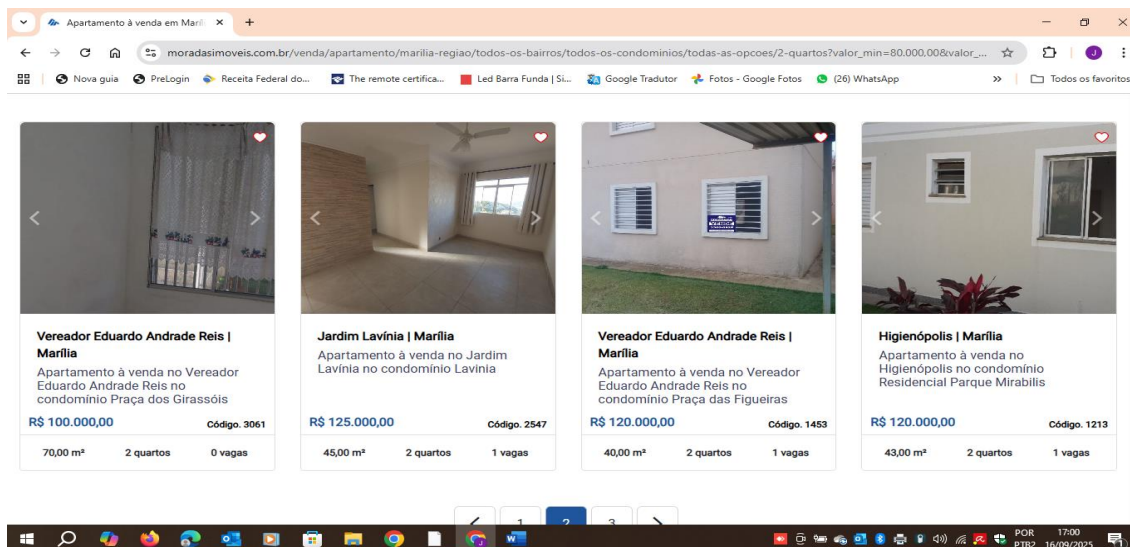 Apartamento à venda em Maríl
moradasimoveis.com.br/venda/apartamento/marilia-regiao/todos-os-bairros/todos-os-condominios/todas-as-opcoes/2-quartos?valor_min=80.000,00&valor_...
Nova guia PreLogin Receita Federal do... The remote certifica... Led Barra Funda | Si... Google Tradutor Fotos - Google Fotos (26) WhatsApp » Todos os favoritos
Vereador Eduardo Andrade Reis |
Marília
Apartamento à venda no Vereador
Eduardo Andrade Reis no
condomínio Praça dos Girassóis
R$ 100.000,00 Código. 3061
70,00 m² 2 quartos 0 vagas
Jardim Lavínia | Marília
Apartamento à venda no Jardim
Lavínia no condomínio Lavinia
R$ 125.000,00 Código. 2547
45,00 m² 2 quartos 1 vagas
Vereador Eduardo Andrade Reis |
Marília
Apartamento à venda no Vereador
Eduardo Andrade Reis no
condomínio Praça das Figueiras
R$ 120.000,00 Código. 1453
40,00 m² 2 quartos 1 vagas
Higienópolis | Marília
Apartamento à venda no
Higienópolis no condomínio
Residencial Parque Mirabilis
R$ 120.000,00 Código. 1213
43,00 m² 2 quartos 1 vagas
1 2 3
POR 17:00
PTB2 16/09/2025